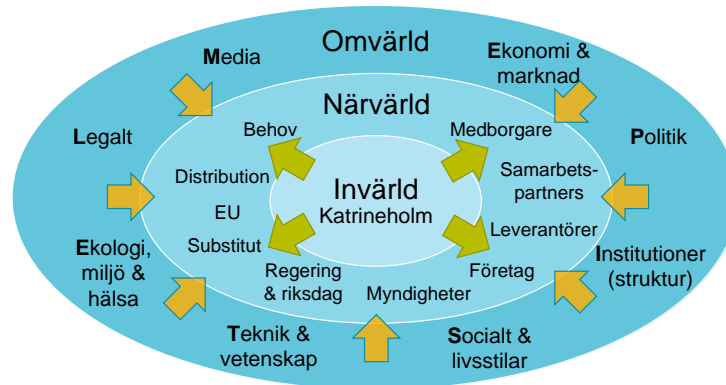 Omvärld
Media
Ekonomi &
marknad
Närvärld
Legalt
Behov
Medborgare
Politik
Distribution
Invärld
Katrineholm
Samarbets-
partners
EU
Substitut
Leverantörer
Ekologi,
miljö &
hälsa
Regering
& riksdag
Myndigheter
Företag
Institutioner
(struktur)
Teknik &
vetenskap
Socialt &
livsstilar